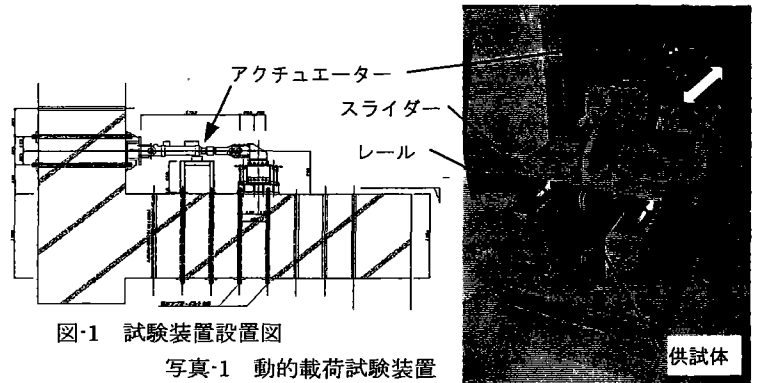 アクチュエーター
スライダー
レール
図-1 試験装置設置図
写真-1 動的載荷試験装置
供試体